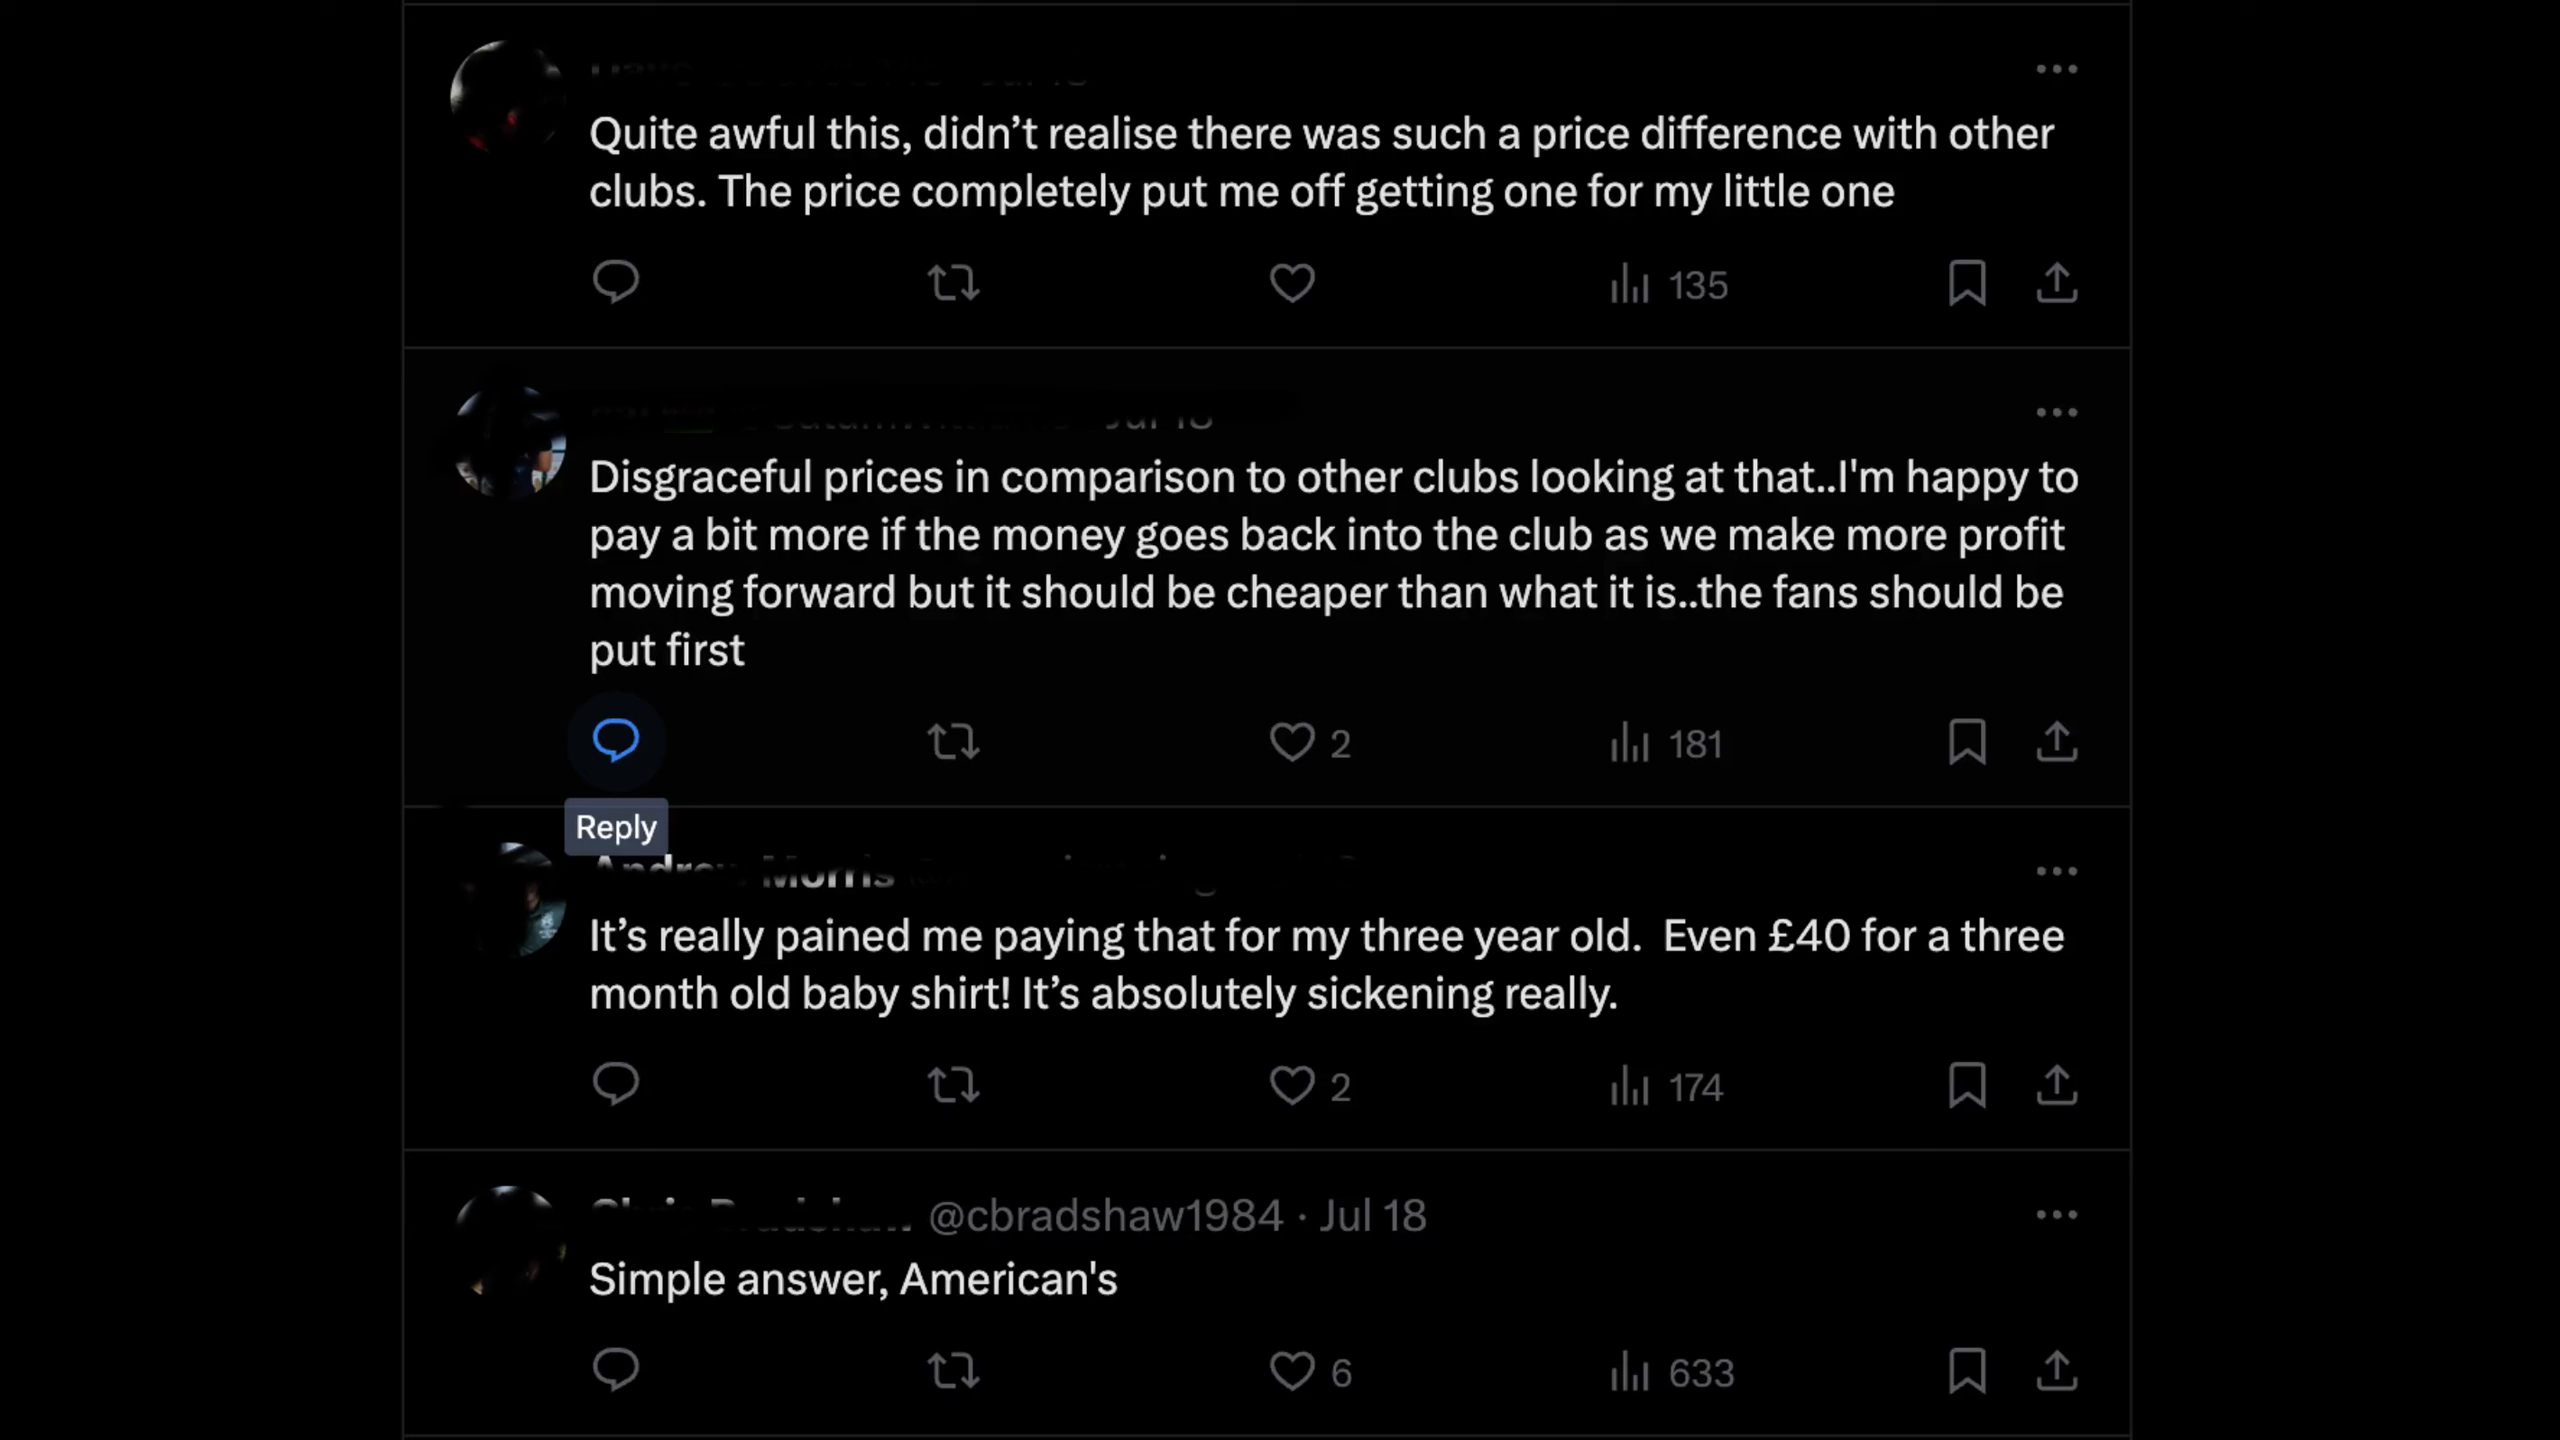 Quite awful this, didn’t realise there was such a price difference with other
clubs. The price completely put me off getting one for my little one
135
Disgraceful prices in comparison to other clubs looking at that..I'm happy to
pay a bit more if the money goes back into the club as we make more profit
moving forward but it should be cheaper than what it is..the fans should be
put first
2 181
Reply
Morris
It’s really pained me paying that for my three year old.  Even £40 for a three
month old baby shirt! It’s absolutely sickening really.
2 174
@cbradshaw1984 · Jul 18
Simple answer, American's
6 633